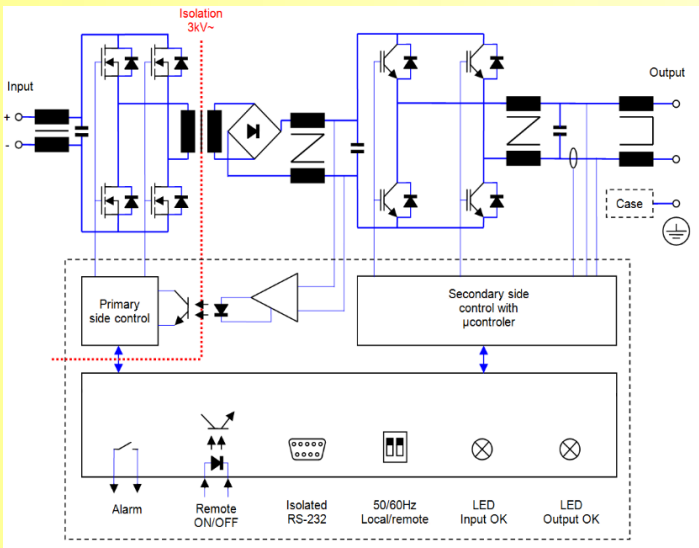 Isolation
3kV~
Input
Output
+
-
Case
Primary
side control
Secondary side
control with
µcontroler
Alarm
Remote
ON/OFF
Isolated
RS-232
50/60Hz
Local/remote
LED
Input OK
LED
Output OK